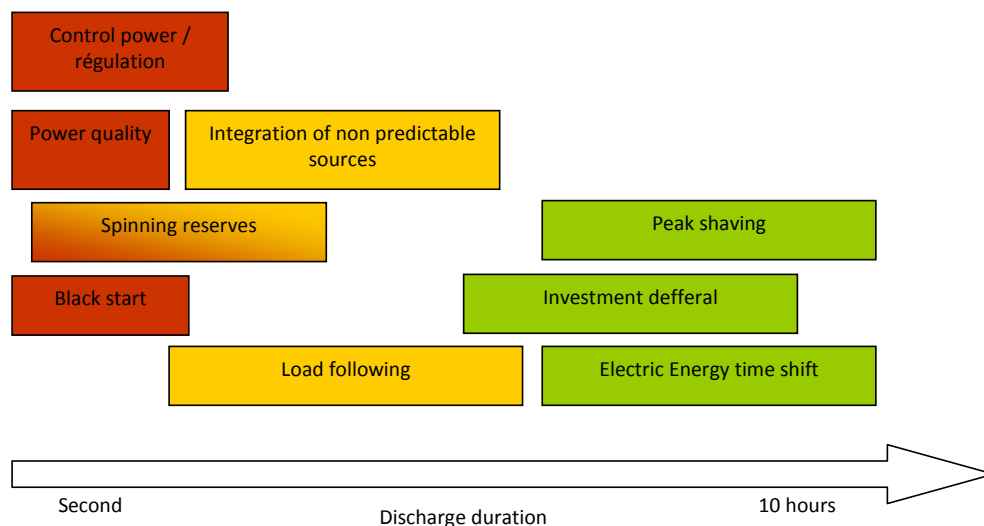 Control power /
régulation
Power quality
Integration of non predictable
sources
Spinning reserves
Peak shaving
Black start
Investment defferal
Load following
Electric Energy time shift
Second
10 hours
Discharge duration